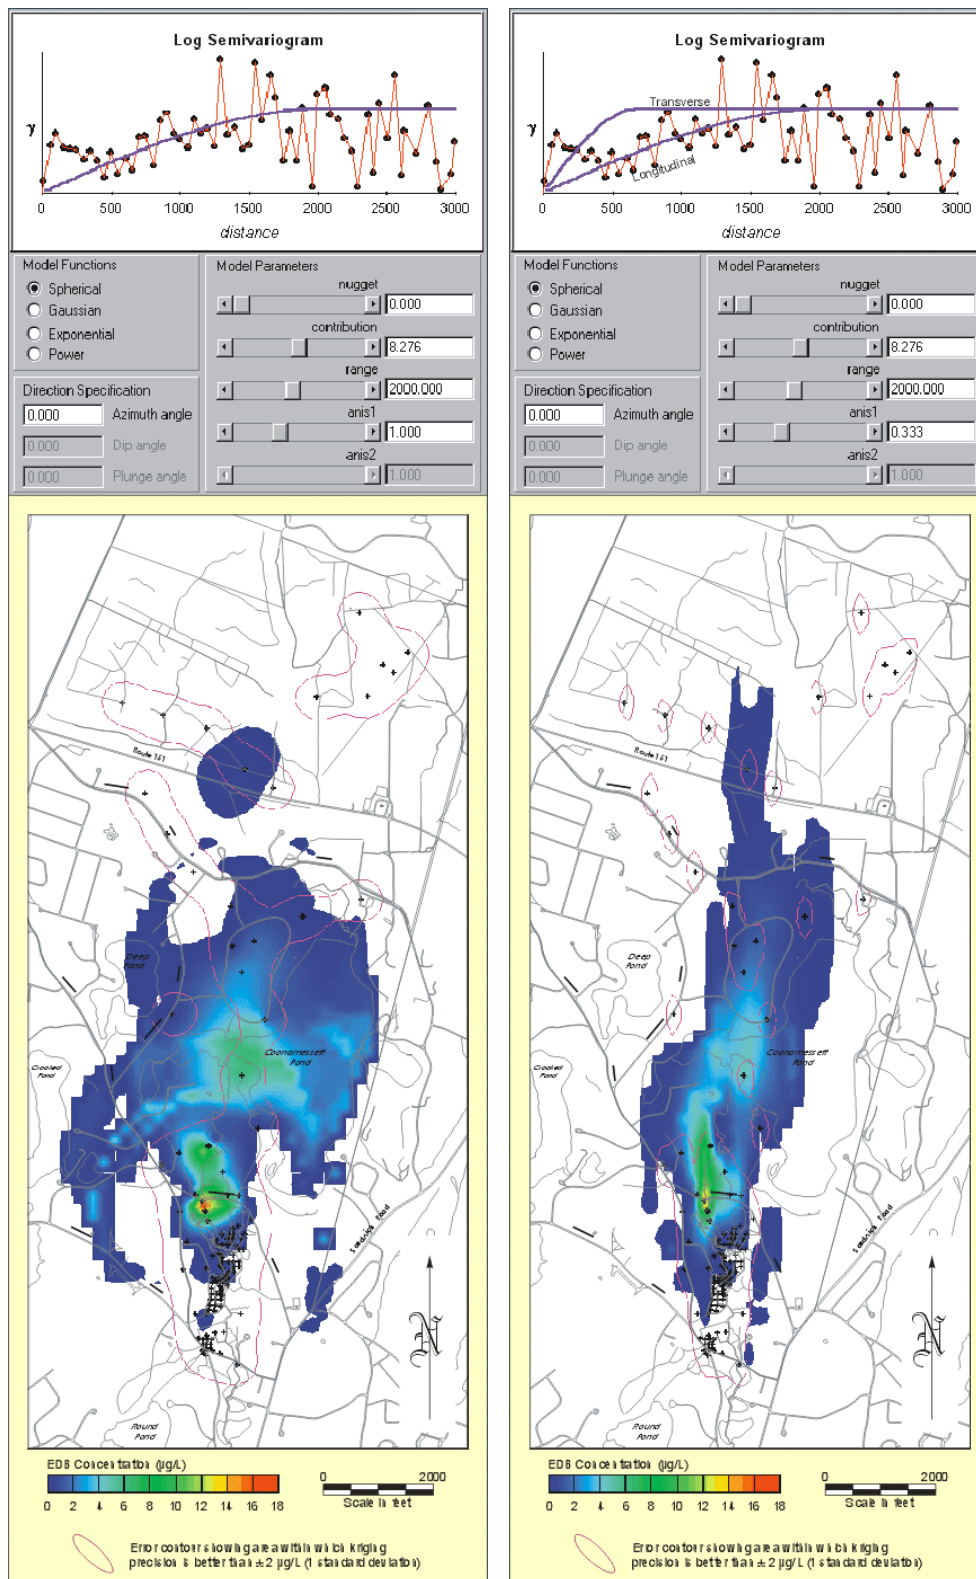 Log Semivariogram
γ
0 500 1000 1500 2000 2500 3000
distance
Model Functions
Spherical
Gaussian
Exponential
Power
Direction Specification
0.000 Azimuth angle
0.000 Dip angle
0.000 Plunge angle
Model Parameters
nugget
0.000
contribution
8.276
range
2000.000
anis1
1.000
anis2
1.000
Route 151
Deep
Pond
Crooked
Pond
Coonamessett
Pond
Sandwich Road
N
Round
Pond
EDB Concentration (µg/L)
0 2 4 6 8 10 12 14 16 18
0 2000
Scale in feet
Error contour showing area within which kriging
precision is better than ± 2 µg/L (1 standard deviation)
Log Semivariogram
Transverse
γ
Longitudinal
0 500 1000 1500 2000 2500 3000
distance
Model Functions
Spherical
Gaussian
Exponential
Power
Direction Specification
0.000 Azimuth angle
0.000 Dip angle
0.000 Plunge angle
Model Parameters
nugget
0.000
contribution
8.276
range
2000.000
anis1
0.333
anis2
1.000
Route 151
Deep
Pond
Crooked
Pond
Coonamessett
Pond
Sandwich Road
N
Round
Pond
EDB Concentration (µg/L)
0 2 4 6 8 10 12 14 16 18
0 2000
Scale in feet
Error contour showing area within which kriging
precision is better than ± 2 µg/L (1 standard deviation)